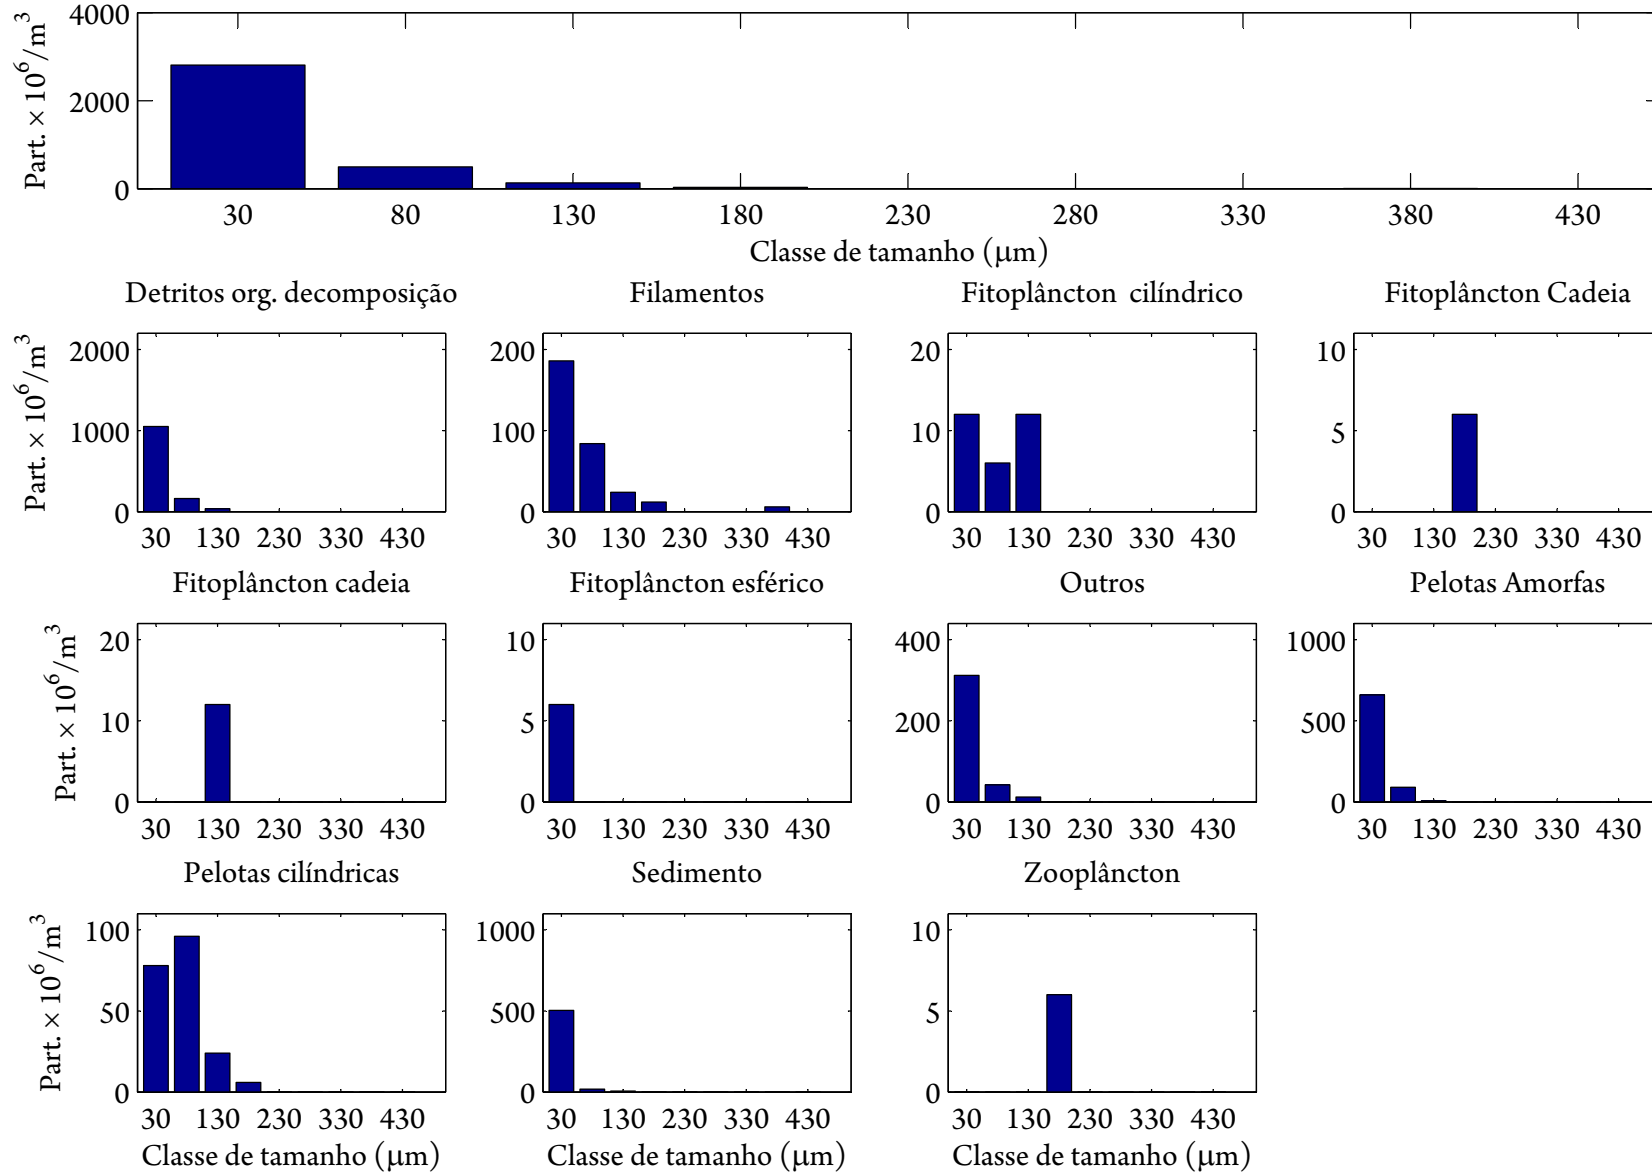 Part. × 10⁶/m³
4000
2000
0
30 80 130 180 230 280 330 380 430
Classe de tamanho (μm)
Detritos org. decomposição Filamentos Fitoplâncton cilíndrico Fitoplâncton Cadeia
Part. × 10⁶/m³
2000 200 20 10
1000 100 10 5
0 0 0 0
30 130 230 330 430 30 130 230 330 430 30 130 230 330 430 30 130 230 330 430
Fitoplâncton cadeia Fitoplâncton esférico Outros Pelotas Amorfas
Part. × 10⁶/m³
20 10 400 1000
10 5 200 500
0 0 0 0
30 130 230 330 430 30 130 230 330 430 30 130 230 330 430 30 130 230 330 430
Pelotas cilíndricas Sedimento Zooplâncton
Part. × 10⁶/m³
100 1000 10
50 500 5
0 0 0
30 130 230 330 430 30 130 230 330 430 30 130 230 330 430
Classe de tamanho (μm) Classe de tamanho (μm) Classe de tamanho (μm)